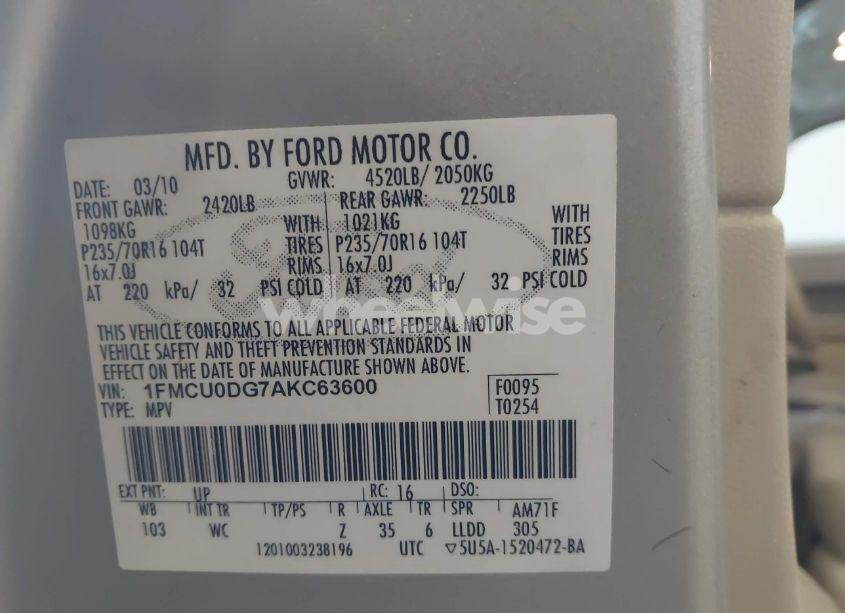 MFD. BY FORD MOTOR CO.
DATE: 03/10 GVWR: 4520LB/ 2050KG
FRONT GAWR: 2420LB REAR GAWR: 2250LB
1098KG WITH 1021KG WITH
P235/70R16 104T TIRES P235/70R16 104T TIRES
16x7.0J RIMS 16x7.0J RIMS
AT 220 kPa/ 32 PSI COLD AT 220 kPa/ 32 PSI COLD
wheelwise
THIS VEHICLE CONFORMS TO ALL APPLICABLE FEDERAL MOTOR
VEHICLE SAFETY AND THEFT PREVENTION STANDARDS IN
EFFECT ON THE DATE OF MANUFACTURE SHOWN ABOVE.
VIN: 1FMCU0DG7AKC63600 F0095
TYPE: MPV T0254
EXT PNT: UP RC: 16 DSO:
WB INT TR TP/PS R AXLE TR SPR AM71F
103 WC Z 35 6 LLDD 305
1201003238196 UTC ▽5U5A-1520472-BA